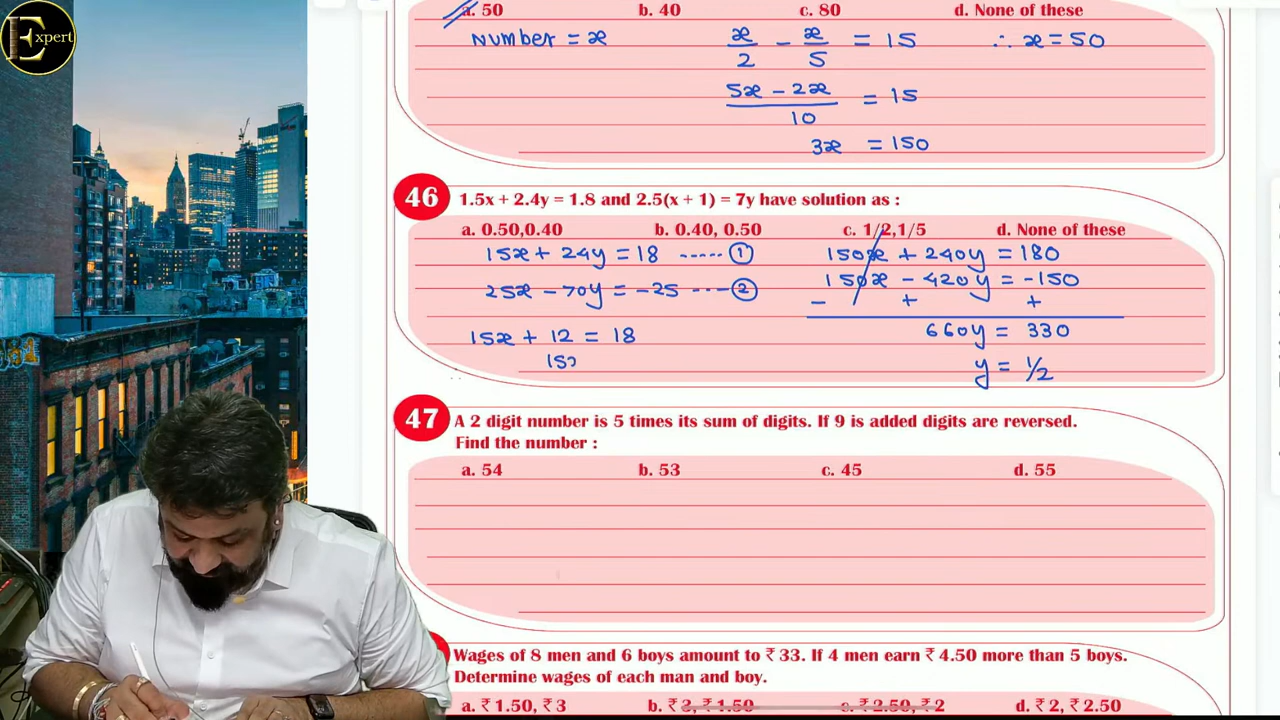 Expert
a. 50 b. 40 c. 80 d. None of these
Number = x x/2 - x/5 = 15 ∴ x = 50
5x - 2x / 10 = 15
3x = 150
46 1.5x + 2.4y = 1.8 and 2.5(x + 1) = 7y have solution as :
a. 0.50,0.40 b. 0.40, 0.50 c. 1/2,1/5 d. None of these
15x + 24y = 18 ----- ① 150x + 240y = 180
25x - 70y = -25 ---- ② 150x - 420y = -150
- + +
15x + 12 = 18 660y = 330
15 y = 1/2
47 A 2 digit number is 5 times its sum of digits. If 9 is added digits are reversed.
Find the number :
a. 54 b. 53 c. 45 d. 55
Wages of 8 men and 6 boys amount to ₹ 33. If 4 men earn ₹ 4.50 more than 5 boys.
Determine wages of each man and boy.
a. ₹ 1.50, ₹ 3 b. ₹ 3, ₹ 1.50 c. ₹ 2.50, ₹ 2 d. ₹ 2, ₹ 2.50